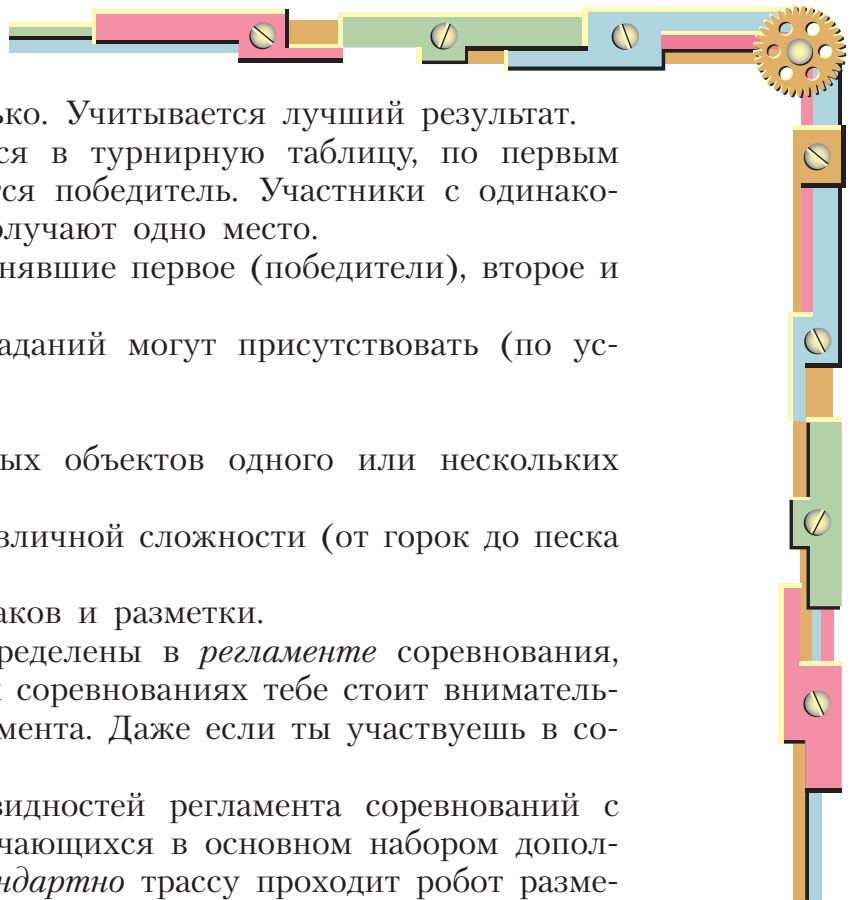 ько. Учитывается лучший результат.
ся в турнирную таблицу, по первым
тся победитель. Участники с одинако-
олучают одно место.
нявшие первое (победители), второе и
аданий могут присутствовать (по ус-
ых объектов одного или нескольких
зличной сложности (от горок до песка
аков и разметки.
ределены в регламенте соревнования,
х соревнованиях тебе стоит вниматель-
мента. Даже если ты участвуешь в со-
видностей регламента соревнований с
чающихся в основном набором допол-
ндартно трассу проходит робот разме-